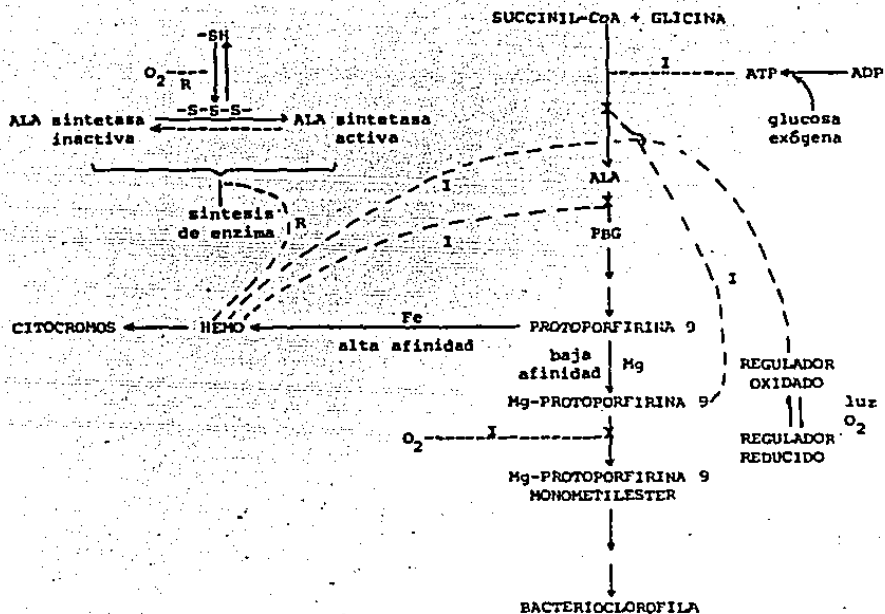 SUCCINIL-CoA + GLICINA
-SH
O2
R
I
ATP
ADP
-S-S-S-
ALA sintetasa inactiva
ALA sintetasa activa
glucosa exógena
ALA
síntesis de enzima
R
I
I
PBG
I
CITOCROMOS
HEMO
Fe
alta afinidad
PROTOPORFIRINA 9
baja afinidad
Mg
REGULADOR OXIDADO
Mg-PROTOPORFIRINA 9
luz
O2
O2
I
REGULADOR REDUCIDO
Mg-PROTOPORFIRINA 9
MONOMETILESTER
BACTERIOCLOROFILA